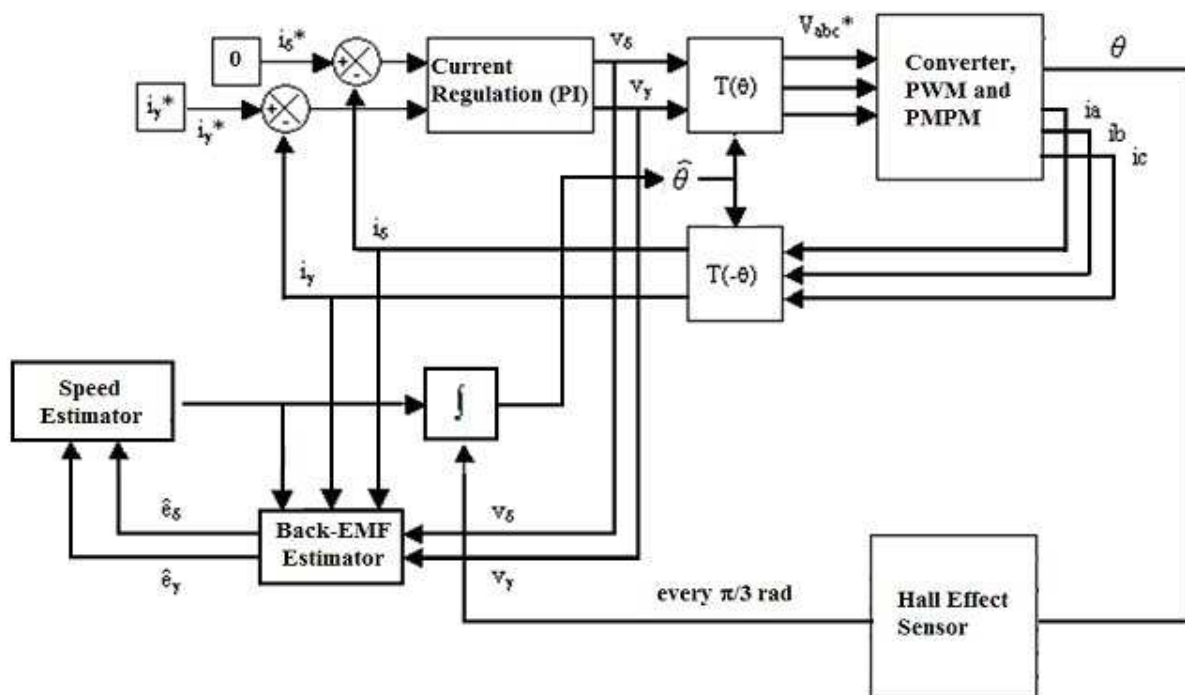 iδ*
0
Current
Regulation (PI)
vδ
vγ
T(θ)
Vabc*
Converter,
PWM and
PMPM
θ
ia
ib
ic
iγ*
iγ*
θ̂
iδ
iγ
T(-θ)
Speed
Estimator
∫
êδ
êγ
Back-EMF
Estimator
vδ
vγ
every π/3 rad
Hall Effect
Sensor